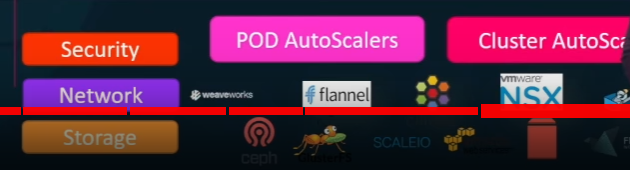 Security
POD AutoScalers
Cluster AutoSca
Network
weaveworks
flannel
vmware
NSX
Storage
ceph
SCALEIO